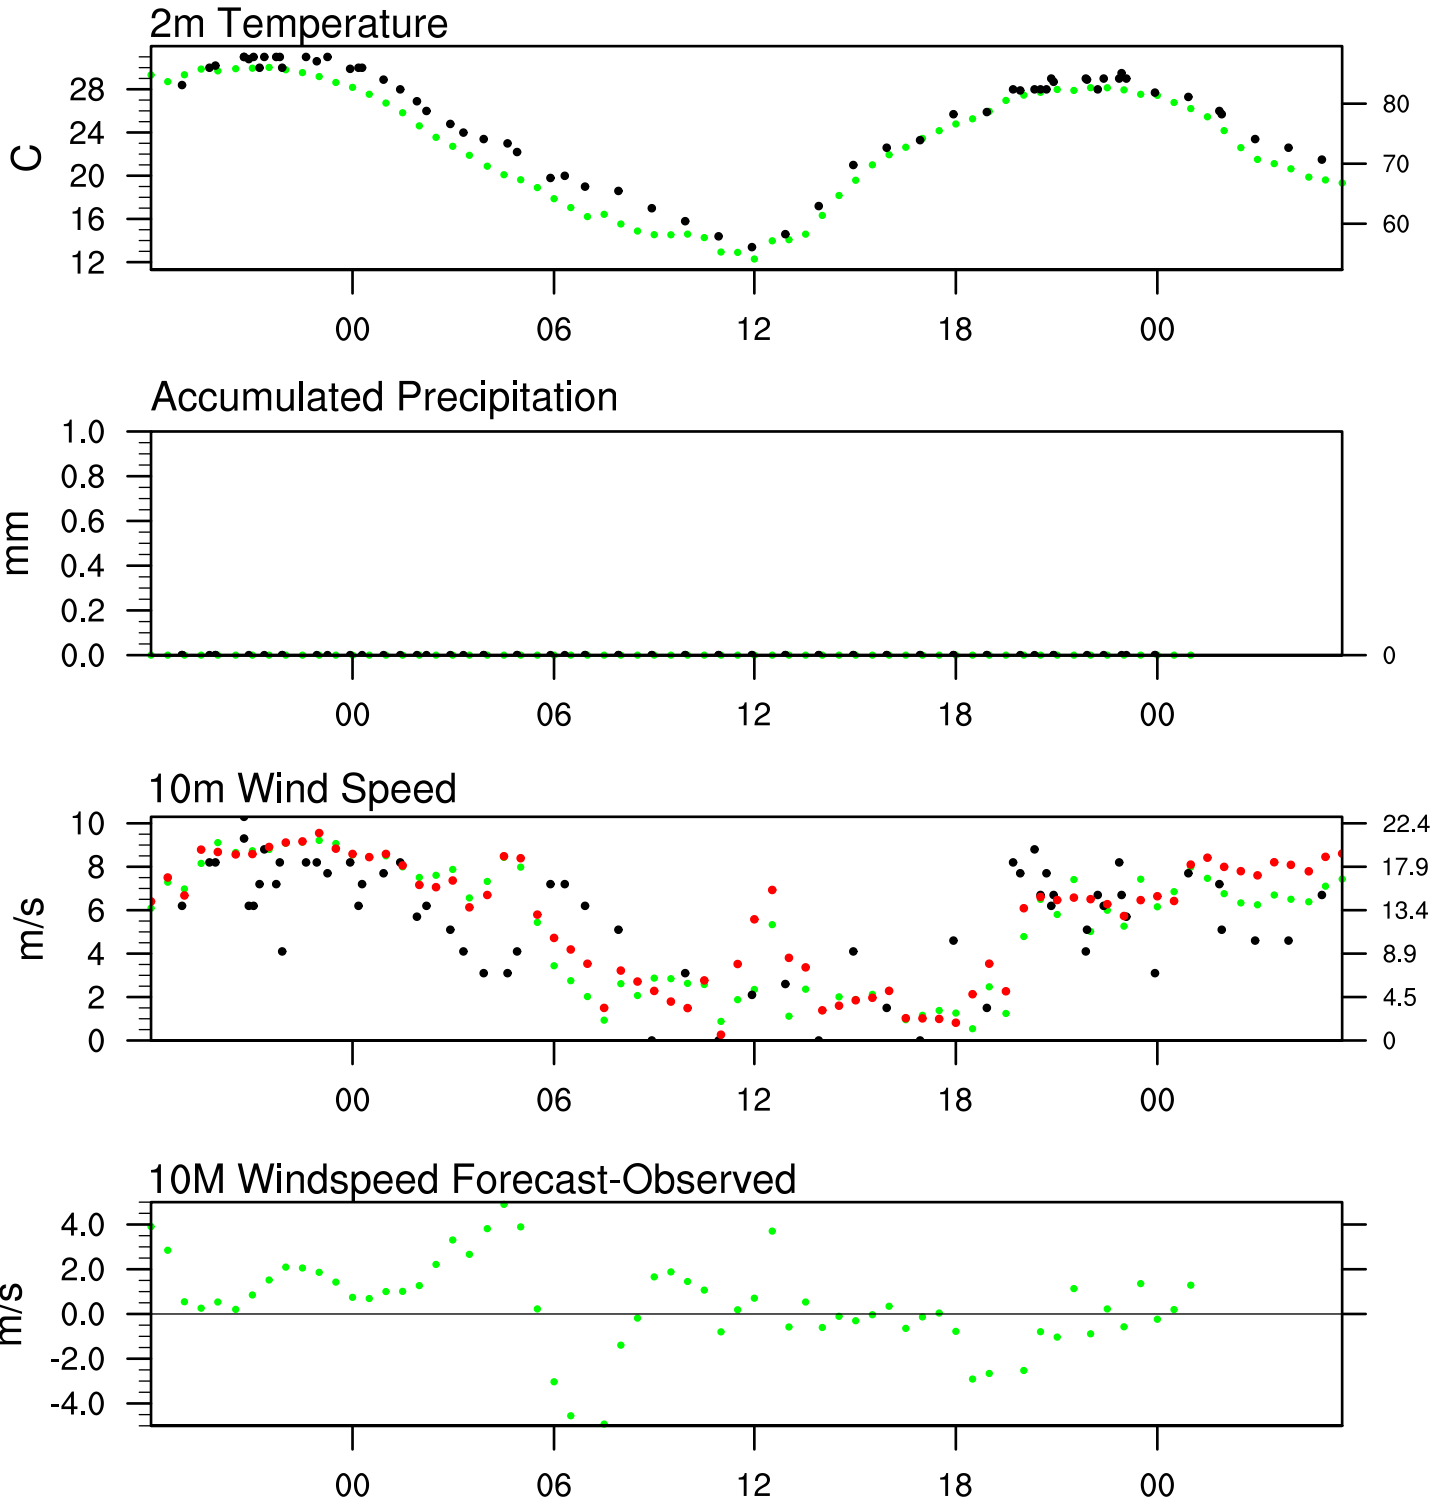 2m Temperature
28
24
20
16
12
C
80
70
60
00 06 12 18 00
Accumulated Precipitation
1.0
0.8
0.6
0.4
0.2
0.0
mm
0
00 06 12 18 00
10m Wind Speed
10
8
6
4
2
0
m/s
22.4
17.9
13.4
8.9
4.5
0
00 06 12 18 00
10M Windspeed Forecast-Observed
4.0
2.0
0.0
-2.0
-4.0
m/s
00 06 12 18 00